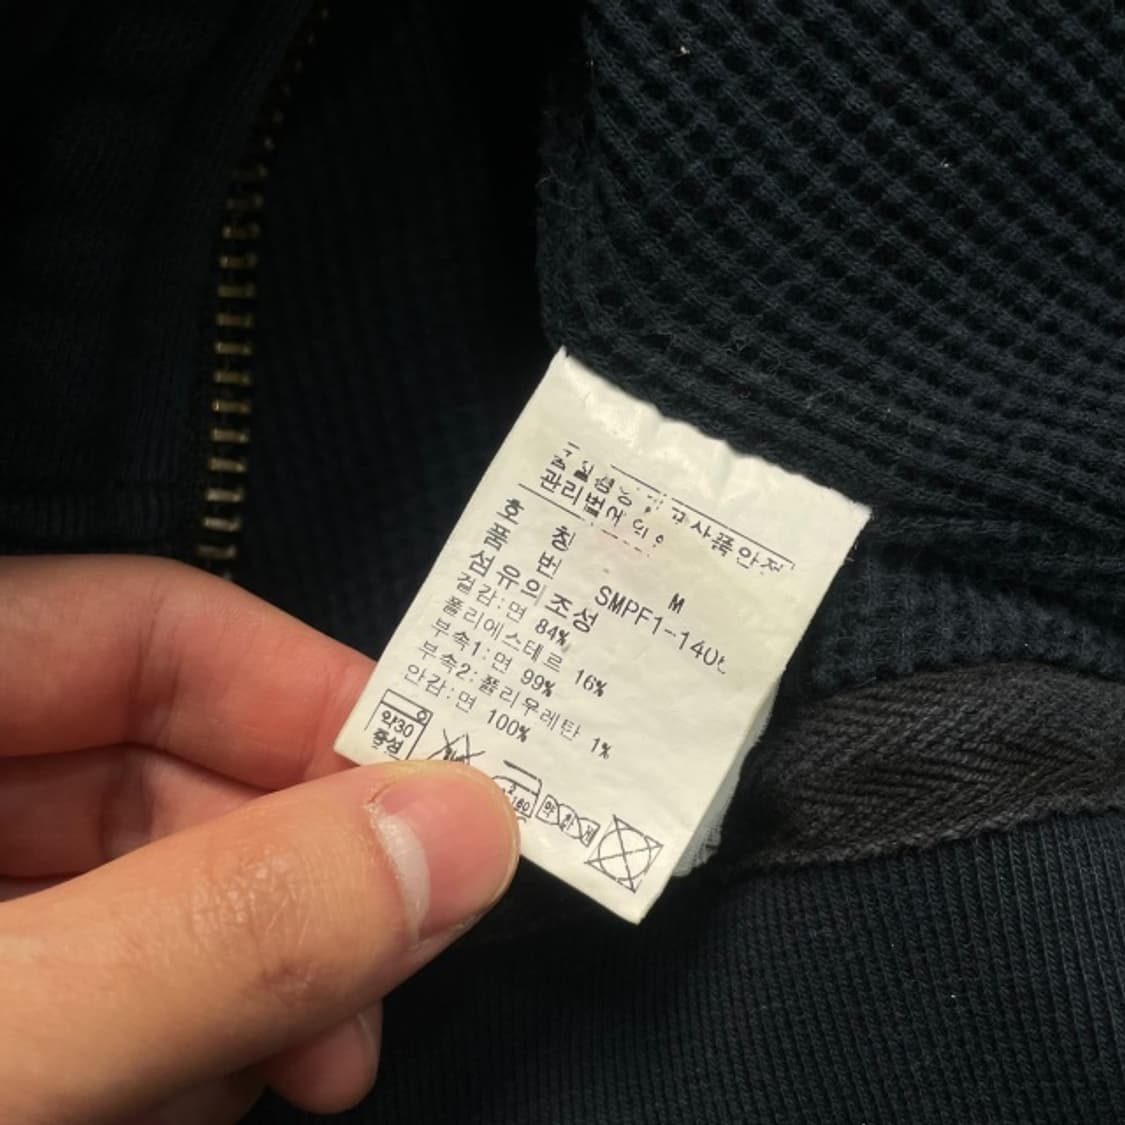 관리법에 의
호 칭 M
품 번 SMPF1-140
섬유의 조성
겉감:면 84%
폴리에스테르 16%
부속1:면 99%
부속2:폴리우레탄 1%
안감:면 100%
약30
중성